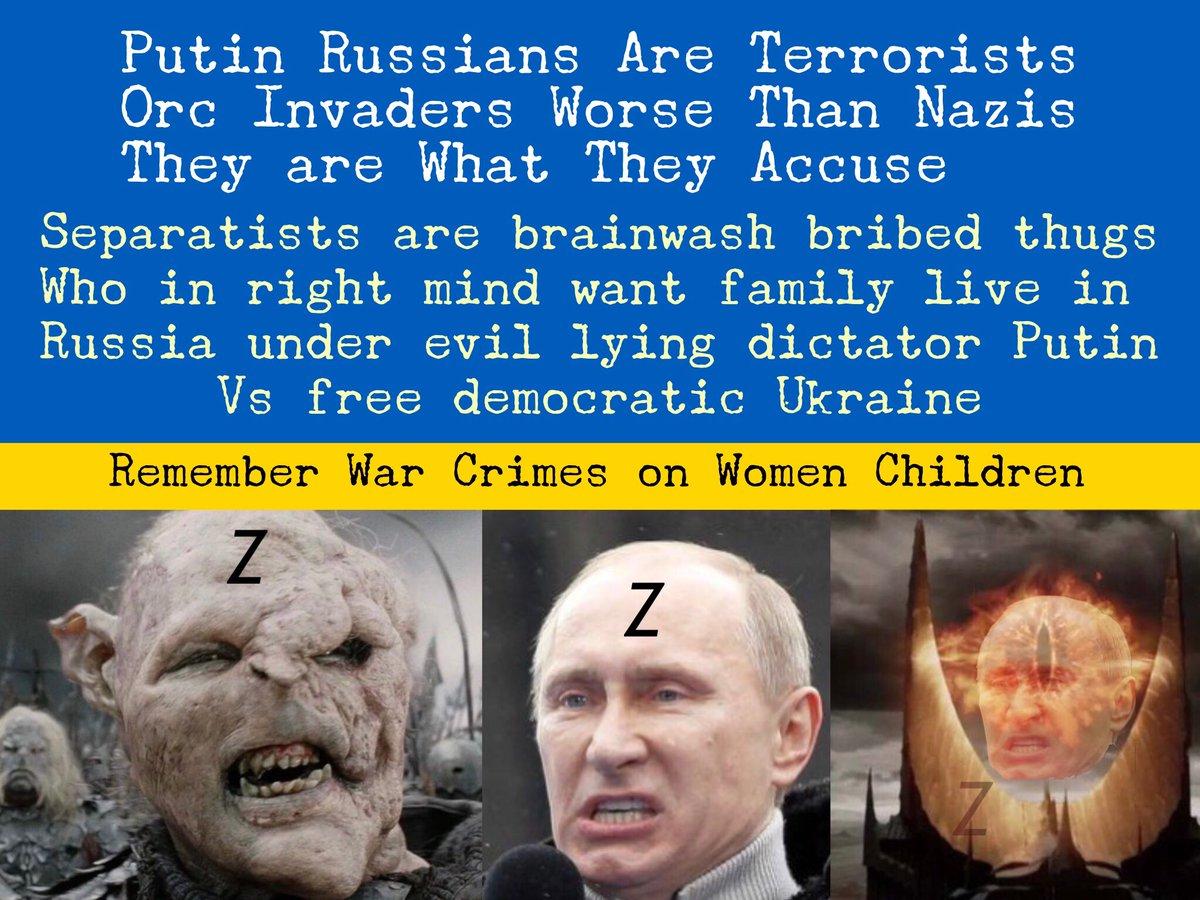 Putin Russians Are Terrorists
Orc Invaders Worse Than Nazis
They are What They Accuse
Separatists are brainwash bribed thugs
Who in right mind want family live in
Russia under evil lying dictator Putin
Vs free democratic Ukraine
Remember War Crimes on Women Children
Z
Z
Z